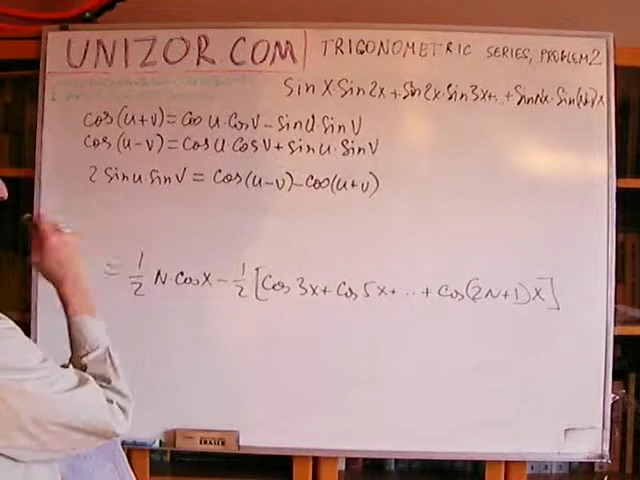 UNIZOR.COM
TRIGONOMETRIC SERIES, PROBLEM 2
Sin X·Sin 2x + Sin 2x·Sin 3x+..+Sin Nx·Sin(N+1)x
Cos(u+v)=Cos u·Cos v-Sin u·Sin v
Cos(u-v)=Cos u·Cos v+Sin u·Sin v
2 Sin u·Sin v = Cos(u-v)-Cos(u+v)
= 1/2 N·Cos X - 1/2 [Cos 3x+Cos 5x+...+Cos(2N+1)X]
ERASER